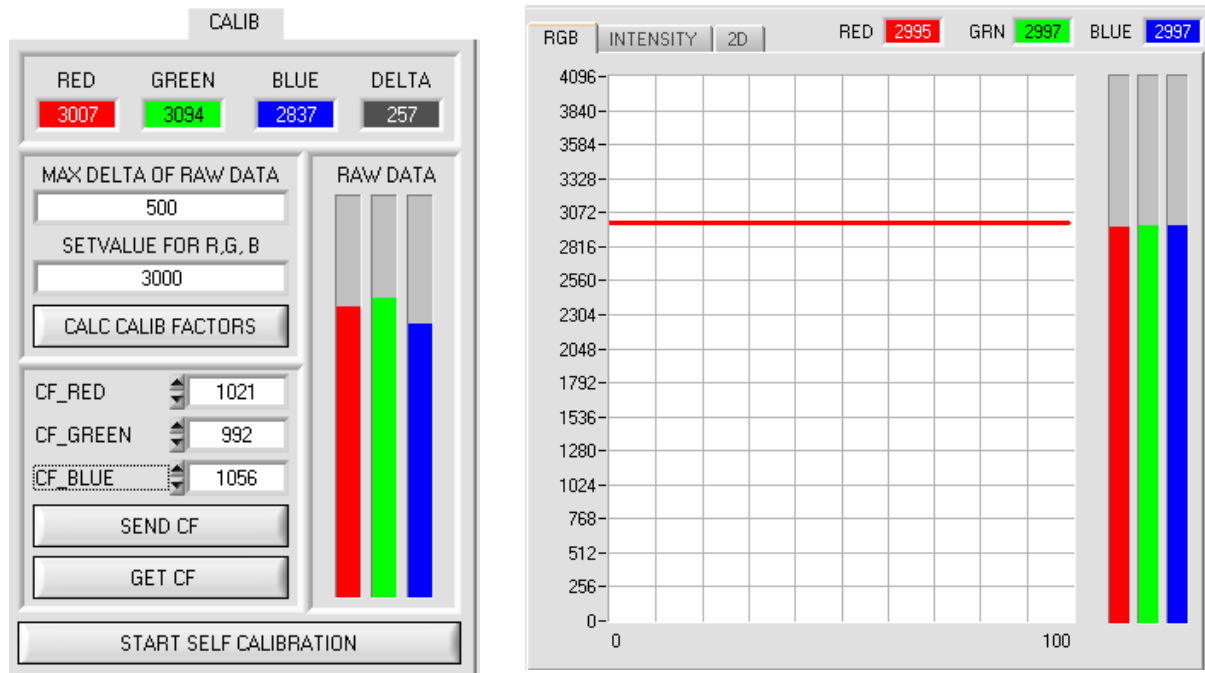 CALIB
RED GREEN BLUE DELTA
3007 3094 2837 257
MAX DELTA OF RAW DATA
500
SETVALUE FOR R,G, B
3000
CALC CALIB FACTORS
RAW DATA
CF_RED 1021
CF_GREEN 992
CF_BLUE 1056
SEND CF
GET CF
START SELF CALIBRATION
RGB INTENSITY 2D RED 2995 GRN 2997 BLUE 2997
4096
3840
3584
3328
3072
2816
2560
2304
2048
1792
1536
1280
1024
768
512
256
0
0 100